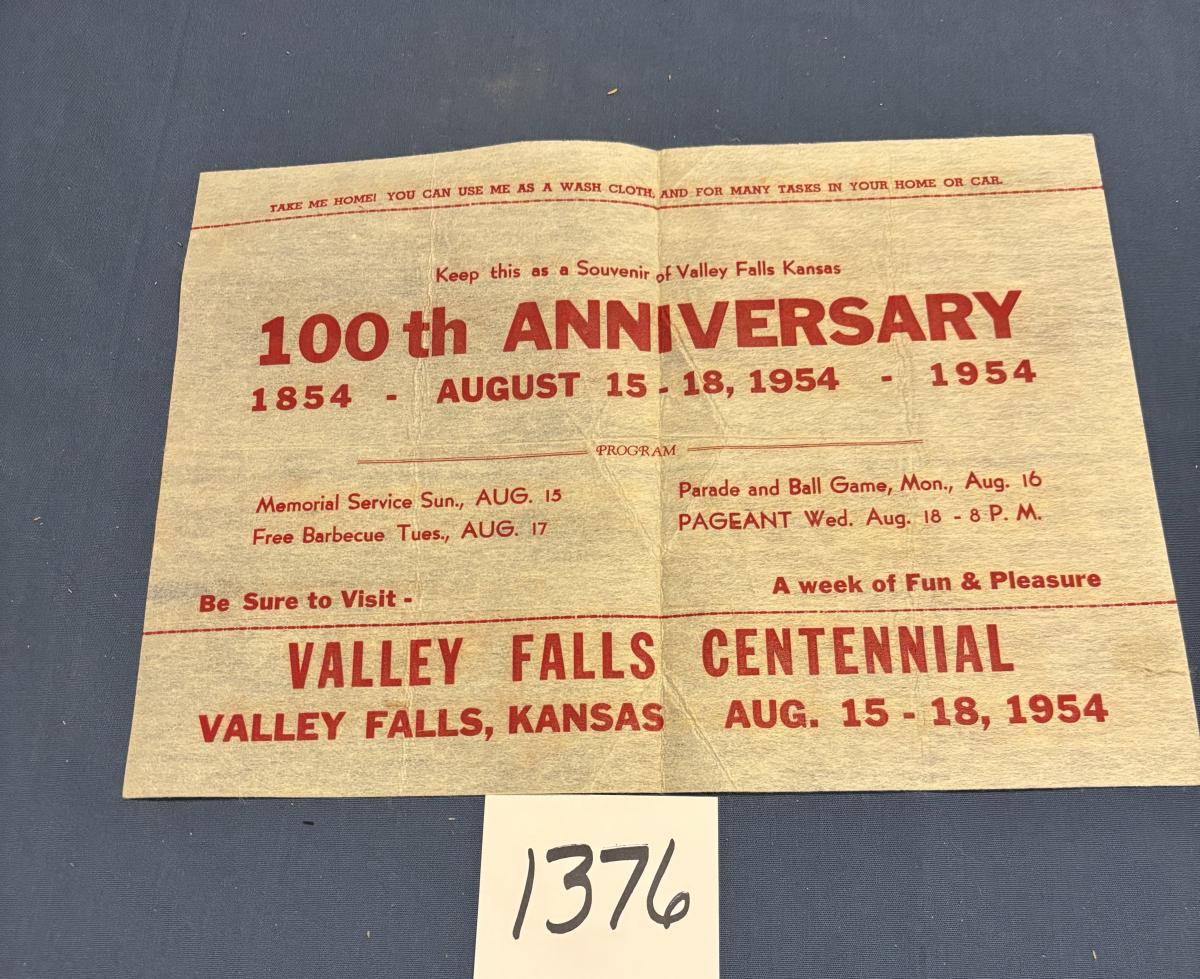 TAKE ME HOME! YOU CAN USE ME AS A WASH CLOTH, AND FOR MANY TASKS IN YOUR HOME OR CAR.
Keep this as a Souvenir of Valley Falls Kansas
100th ANNIVERSARY
1854 - AUGUST 15 - 18, 1954 - 1954
PROGRAM
Memorial Service Sun., AUG. 15
Free Barbecue Tues., AUG. 17
Parade and Ball Game, Mon., Aug. 16
PAGEANT Wed. Aug. 18 - 8 P. M.
Be Sure to Visit -
A week of Fun & Pleasure
VALLEY FALLS CENTENNIAL
VALLEY FALLS, KANSAS AUG. 15 - 18, 1954
1376